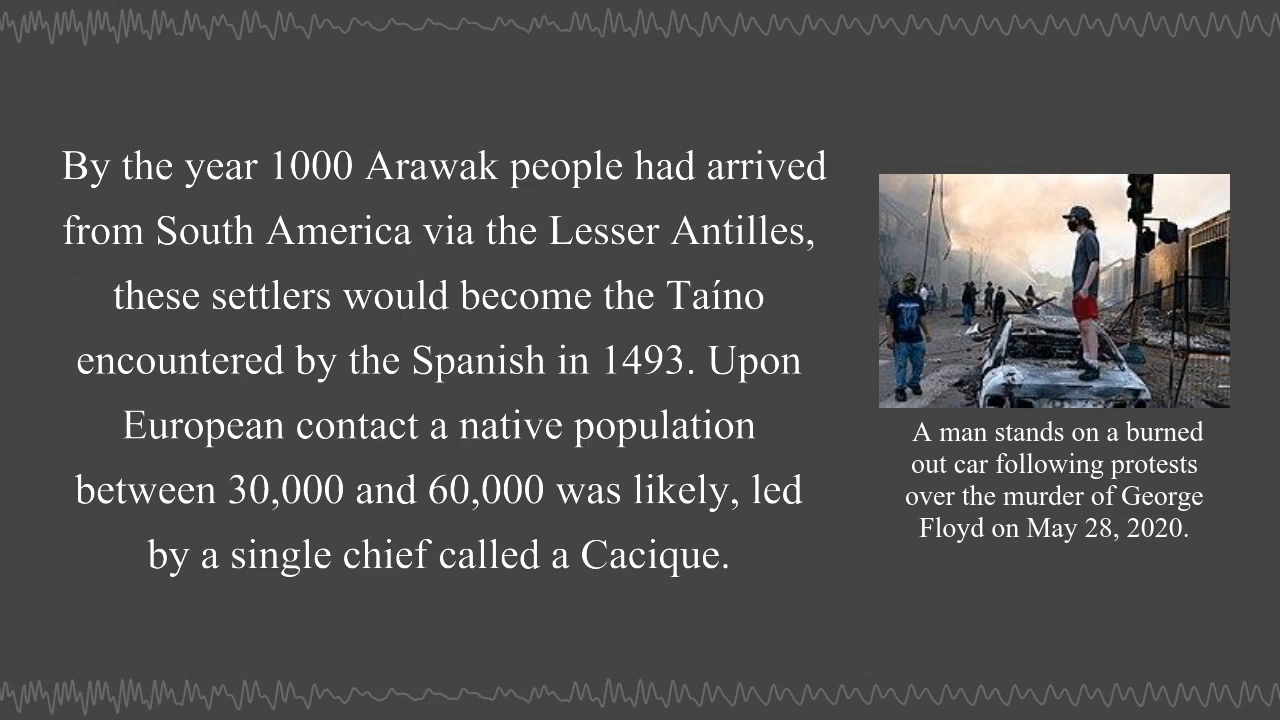 By the year 1000 Arawak people had arrived
from South America via the Lesser Antilles,
these settlers would become the Taíno
encountered by the Spanish in 1493. Upon
European contact a native population
between 30,000 and 60,000 was likely, led
by a single chief called a Cacique.
A man stands on a burned
out car following protests
over the murder of George
Floyd on May 28, 2020.